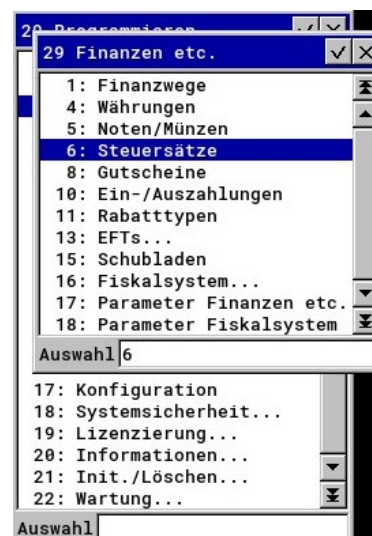 20 Programmieren
29 Finanzen etc.
1: Finanzwege
4: Währungen
5: Noten/Münzen
6: Steuersätze
8: Gutscheine
10: Ein-/Auszahlungen
11: Rabatttypen
13: EFTs...
15: Schubladen
16: Fiskalsystem...
17: Parameter Finanzen etc.
18: Parameter Fiskalsystem
Auswahl 6
17: Konfiguration
18: Systemsicherheit...
19: Lizenzierung...
20: Informationen...
21: Init./Löschen...
22: Wartung...
Auswahl